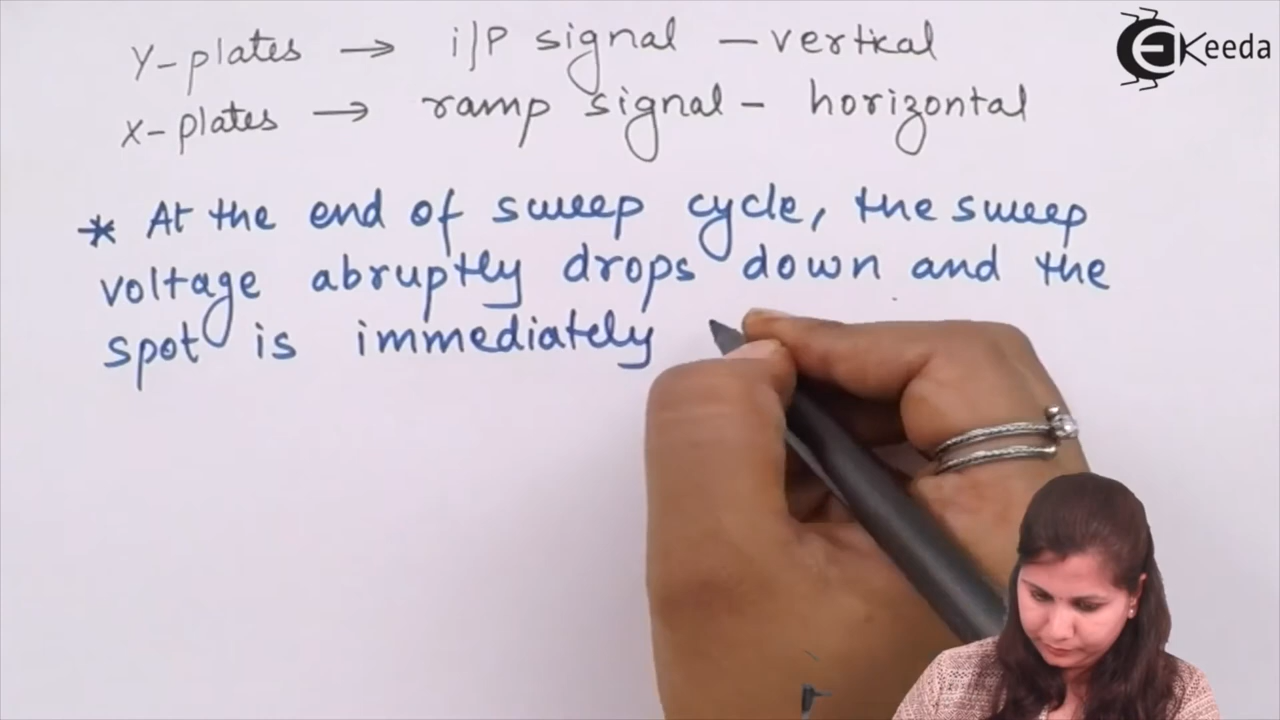 Y-plates → i/p signal - vertical
Keeda
X-plates → ramp signal - horizontal
* At the end of sweep cycle, the sweep
voltage abruptly drops down and the
spot is immediately